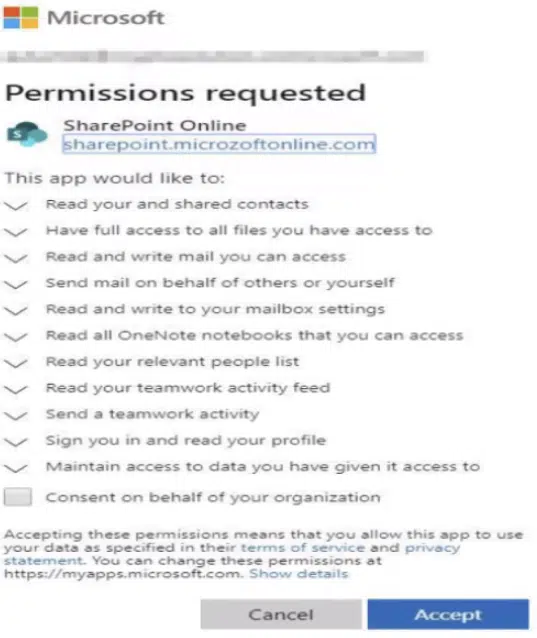 Microsoft
Permissions requested
SharePoint Online
sharepoint.microzoftonline.com
This app would like to:
Read your and shared contacts
Have full access to all files you have access to
Read and write mail you can access
Send mail on behalf of others or yourself
Read and write to your mailbox settings
Read all OneNote notebooks that you can access
Read your relevant people list
Read your teamwork activity feed
Send a teamwork activity
Sign you in and read your profile
Maintain access to data you have given it access to
Consent on behalf of your organization
Accepting these permissions means that you allow this app to use
your data as specified in their terms of service and privacy
statement. You can change these permissions at
https://myapps.microsoft.com. Show details
Cancel Accept